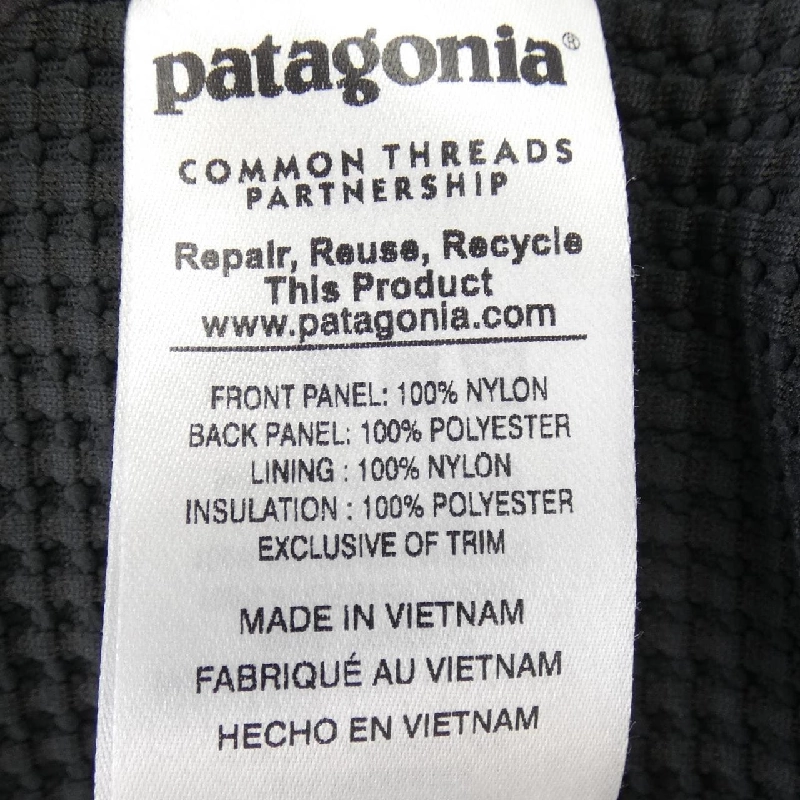 patagonia®
COMMON THREADS
PARTNERSHIP
Repair, Reuse, Recycle
This Product
www.patagonia.com
FRONT PANEL: 100% NYLON
BACK PANEL: 100% POLYESTER
LINING : 100% NYLON
INSULATION : 100% POLYESTER
EXCLUSIVE OF TRIM
MADE IN VIETNAM
FABRIQUÉ AU VIETNAM
HECHO EN VIETNAM